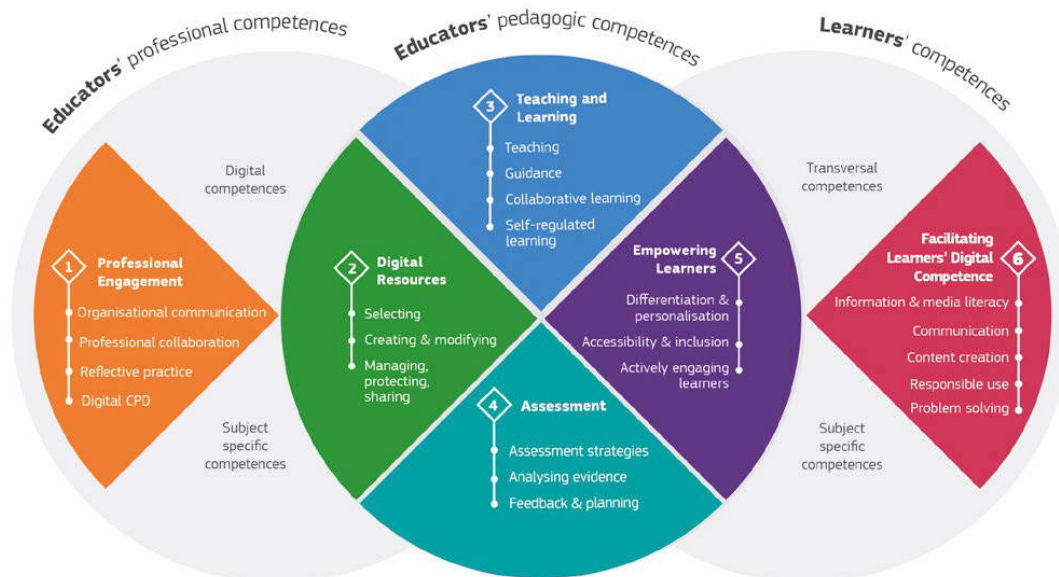 Educators' professional competences
Educators' pedagogic competences
Learners' competences
Digital
competences
Subject
specific
competences
1
Professional
Engagement
Organisational communication
Professional collaboration
Reflective practice
Digital CPD
2
Digital
Resources
Selecting
Creating & modifying
Managing,
protecting,
sharing
3
Teaching and
Learning
Teaching
Guidance
Collaborative learning
Self-regulated
learning
4
Assessment
Assessment strategies
Analysing evidence
Feedback & planning
5
Empowering
Learners
Differentiation &
personalisation
Accessibility & inclusion
Actively engaging
learners
Transversal
competences
Subject
specific
competences
6
Facilitating
Learners' Digital
Competence
Information & media literacy
Communication
Content creation
Responsible use
Problem solving